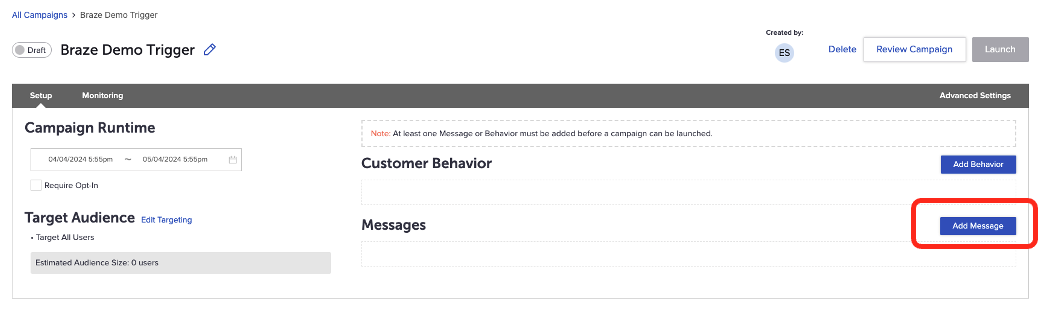 All Campaigns > Braze Demo Trigger
Created by:
Draft Braze Demo Trigger
ES
Delete
Review Campaign
Launch
Setup Monitoring Advanced Settings
Campaign Runtime
04/04/2024 5:55pm ~ 05/04/2024 5:55pm
Require Opt-In
Target Audience Edit Targeting
• Target All Users
Estimated Audience Size: 0 users
Note: At least one Message or Behavior must be added before a campaign can be launched.
Customer Behavior Add Behavior
Messages Add Message